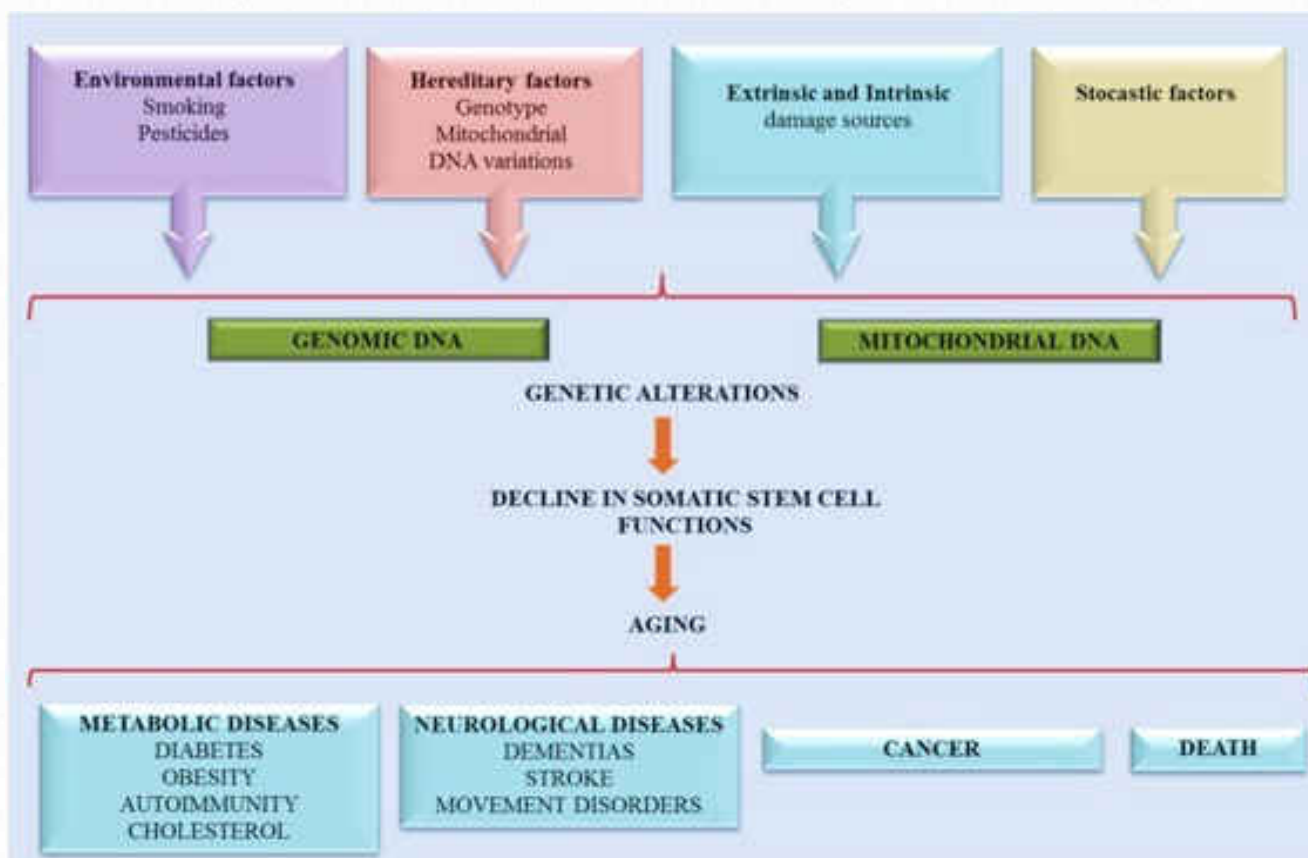 Environmental factors
Smoking
Pesticides
Hereditary factors
Genotype
Mitochondrial
DNA variations
Extrinsic and Intrinsic
damage sources
Stocastic factors
GENOMIC DNA
MITOCHONDRIAL DNA
GENETIC ALTERATIONS
DECLINE IN SOMATIC STEM CELL
FUNCTIONS
AGING
METABOLIC DISEASES
DIABETES
OBESITY
AUTOIMMUNITY
CHOLESTEROL
NEUROLOGICAL DISEASES
DEMENTIAS
STROKE
MOVEMENT DISORDERS
CANCER
DEATH